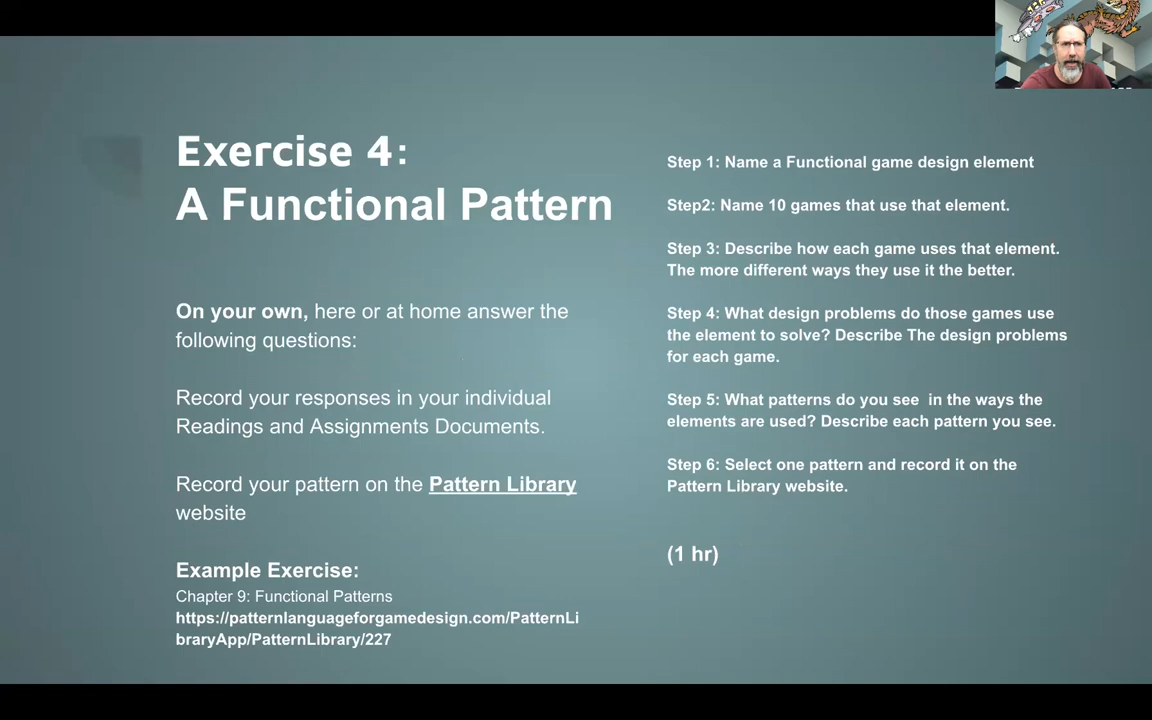 Exercise 4:
A Functional Pattern
On your own, here or at home answer the
following questions:
Record your responses in your individual
Readings and Assignments Documents.
Record your pattern on the Pattern Library
website
Example Exercise:
Chapter 9: Functional Patterns
https://patternlanguageforgamedesign.com/PatternLi
braryApp/PatternLibrary/227
Step 1: Name a Functional game design element
Step2: Name 10 games that use that element.
Step 3: Describe how each game uses that element.
The more different ways they use it the better.
Step 4: What design problems do those games use
the element to solve? Describe The design problems
for each game.
Step 5: What patterns do you see  in the ways the
elements are used? Describe each pattern you see.
Step 6: Select one pattern and record it on the
Pattern Library website.
(1 hr)